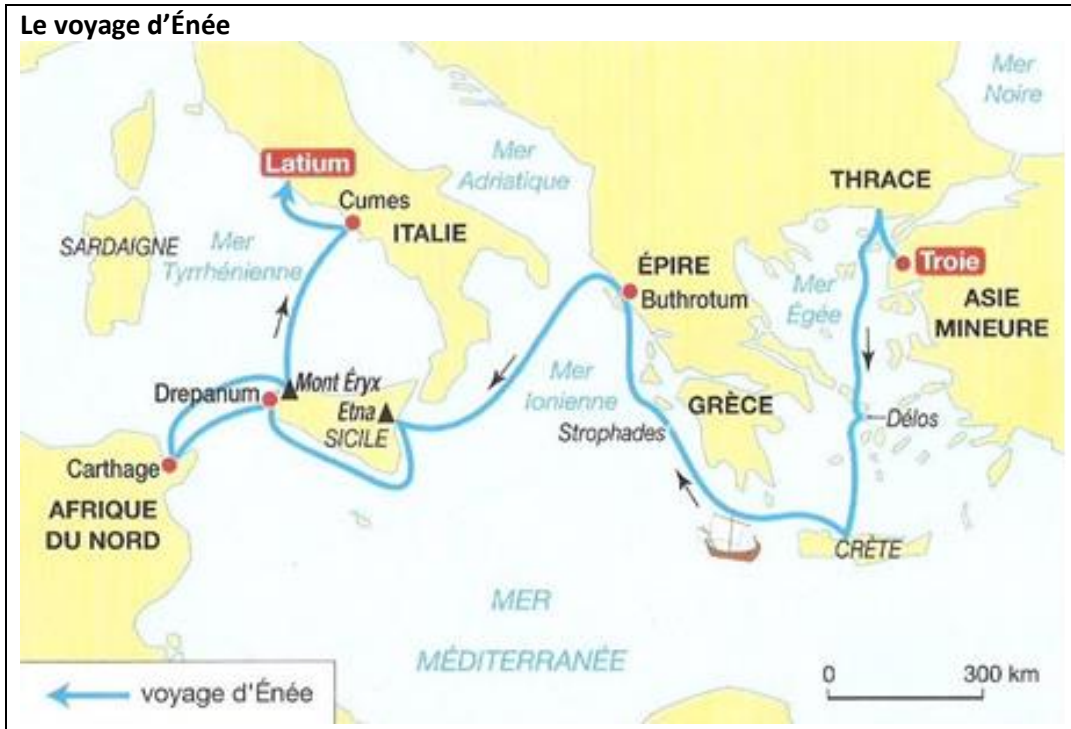 Le voyage d’Énée
Mer
Noire
Latium
Mer
Adriatique
THRACE
Cumes
ITALIE
SARDAIGNE
Mer
Tyrrhénienne
ÉPIRE
Buthrotum
Troie
Mer
Égée
ASIE
MINEURE
Drepanum
Mont Éryx
Etna
SICILE
Mer
Ionienne
GRÈCE
Strophades
Délos
Carthage
AFRIQUE
DU NORD
CRÈTE
MER
MÉDITERRANÉE
voyage d'Énée
0 300 km